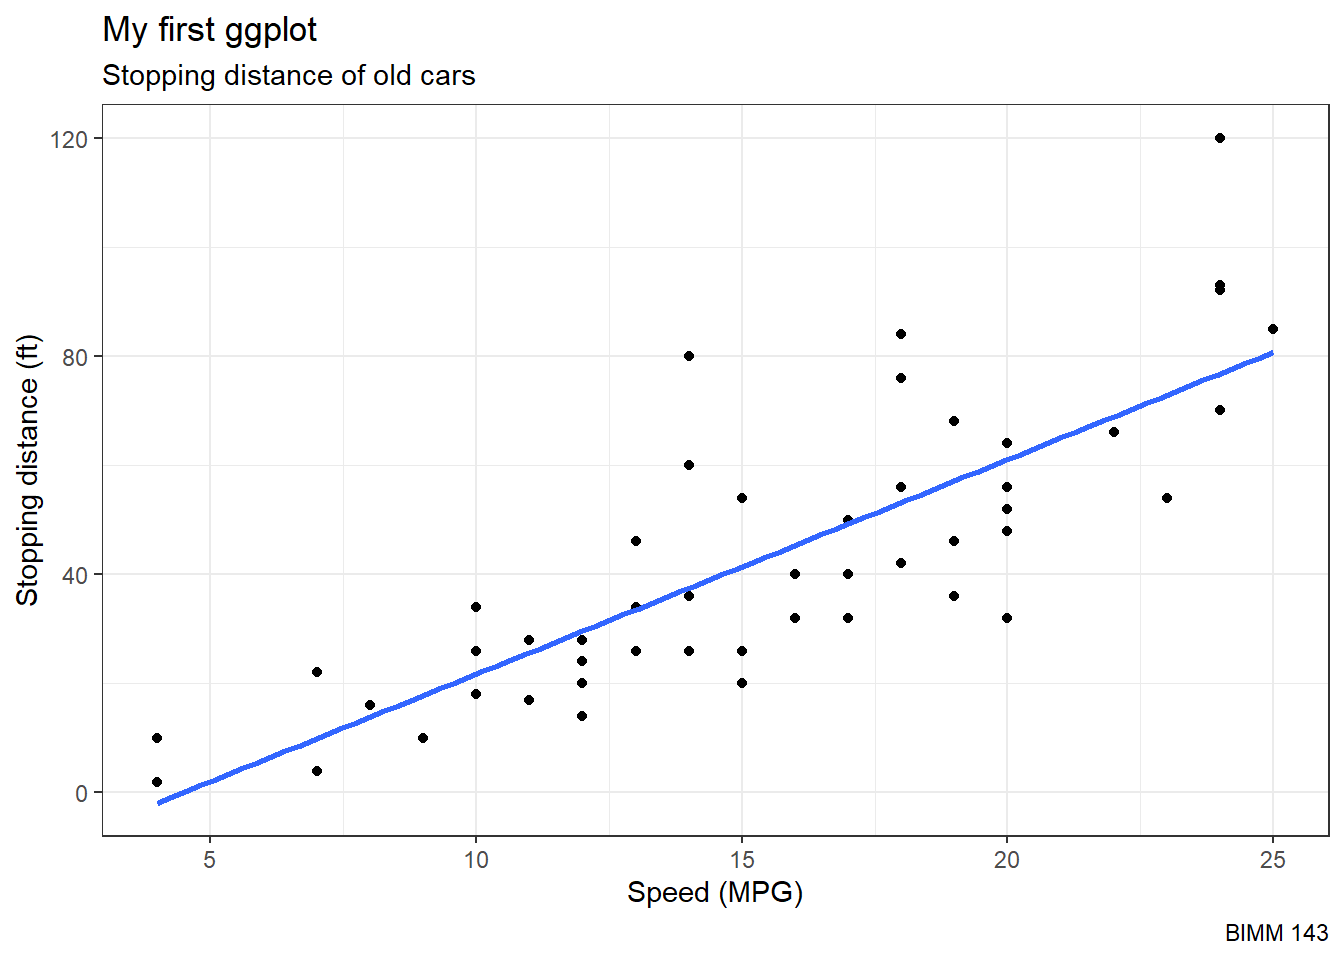 My first ggplot
Stopping distance of old cars
120
80
40
0
Stopping distance (ft)
5 10 15 20 25
Speed (MPG)
BIMM 143